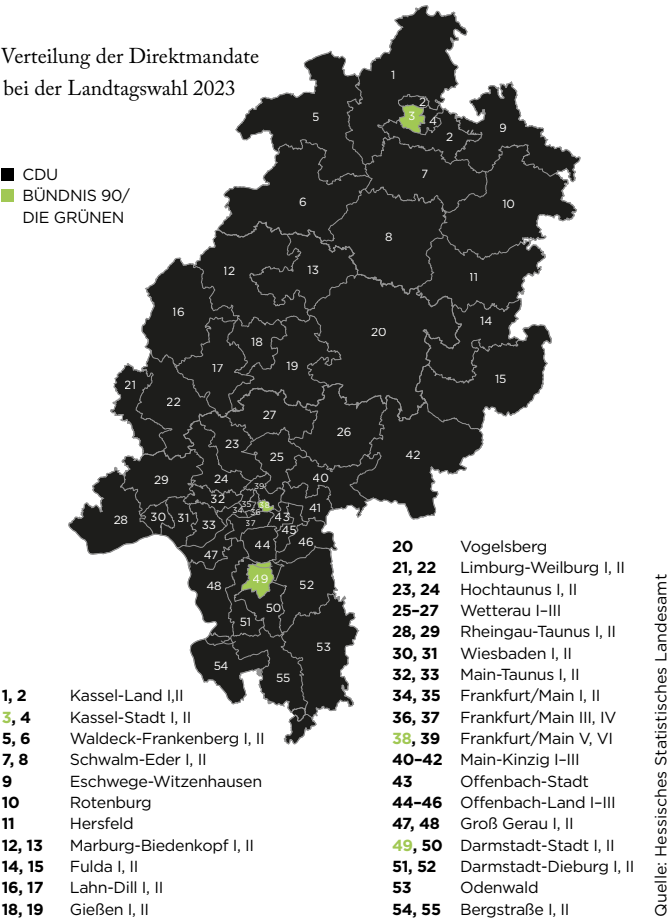 Verteilung der Direktmandate
bei der Landtagswahl 2023
CDU
BÜNDNIS 90/
DIE GRÜNEN
1
2
3
4
2
5
9
7
6
10
8
12
13
11
16
14
20
18
17
19
15
21
22
27
26
23
42
25
29
24
40
39
32
35
38
41
28
30
31
33
34
36
43
37
45
44
46
47
49
48
52
50
51
53
54
55
1, 2 Kassel-Land I,II
3, 4 Kassel-Stadt I, II
5, 6 Waldeck-Frankenberg I, II
7, 8 Schwalm-Eder I, II
9 Eschwege-Witzenhausen
10 Rotenburg
11 Hersfeld
12, 13 Marburg-Biedenkopf I, II
14, 15 Fulda I, II
16, 17 Lahn-Dill I, II
18, 19 Gießen I, II
20 Vogelsberg
21, 22 Limburg-Weilburg I, II
23, 24 Hochtaunus I, II
25–27 Wetterau I–III
28, 29 Rheingau-Taunus I, II
30, 31 Wiesbaden I, II
32, 33 Main-Taunus I, II
34, 35 Frankfurt/Main I, II
36, 37 Frankfurt/Main III, IV
38, 39 Frankfurt/Main V, VI
40–42 Main-Kinzig I–III
43 Offenbach-Stadt
44–46 Offenbach-Land I–III
47, 48 Groß Gerau I, II
49, 50 Darmstadt-Stadt I, II
51, 52 Darmstadt-Dieburg I, II
53 Odenwald
54, 55 Bergstraße I, II
Quelle: Hessisches Statistisches Landesamt